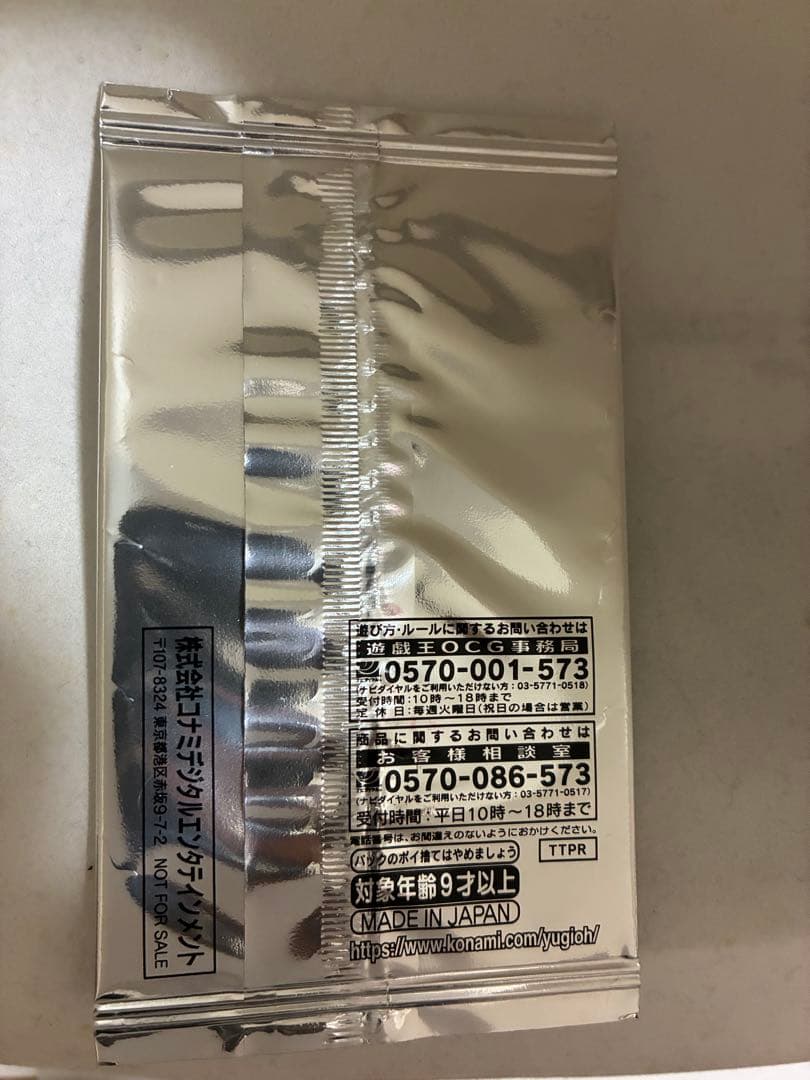 遊び方・ルールに関するお問い合わせは
遊戯王OCG事務局
0570-001-573
(ナビダイヤルをご利用いただけない方：03-5771-0518)
受付時間：10時～18時まで
定休日：毎週火曜日(祝日の場合は営業)
商品に関するお問い合わせは
お客様相談室
0570-086-573
(ナビダイヤルをご利用いただけない方：03-5771-0517)
受付時間：平日10時～18時まで
電話番号は、お間違えのないようにおかけください。
パックのポイ捨てはやめましょう
TTPR
対象年齢9才以上
MADE IN JAPAN
https://www.konami.com/yugioh/
株式会社コナミデジタルエンタテインメント
〒107-8324 東京都港区赤坂9-7-2 NOT FOR SALE